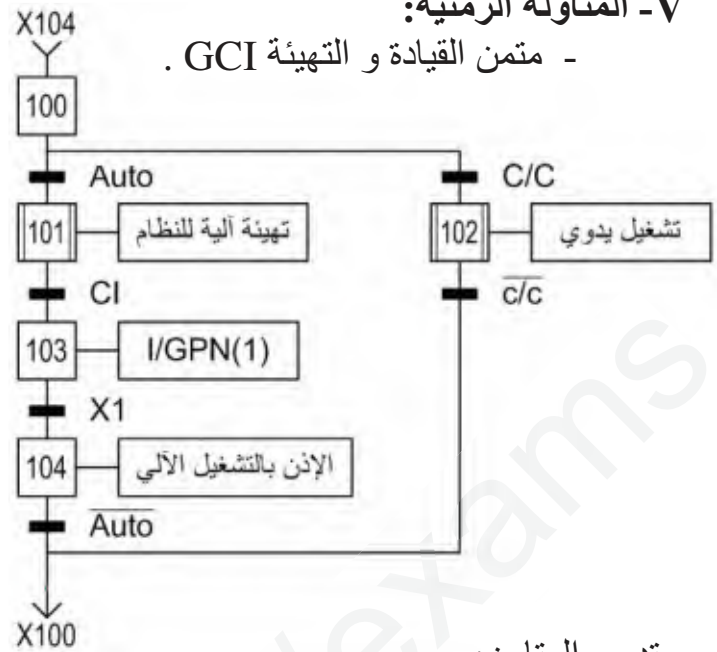 V- المناولة الزمنية:
- متمن القيادة و التهيئة GCI .
X104
100
Auto
C/C
101
تهيئة آلية للنظام
102
تشغيل يدوي
CI
c/c
103
I/GPN(1)
X1
104
الإذن بالتشغيل الآلي
Auto
X100